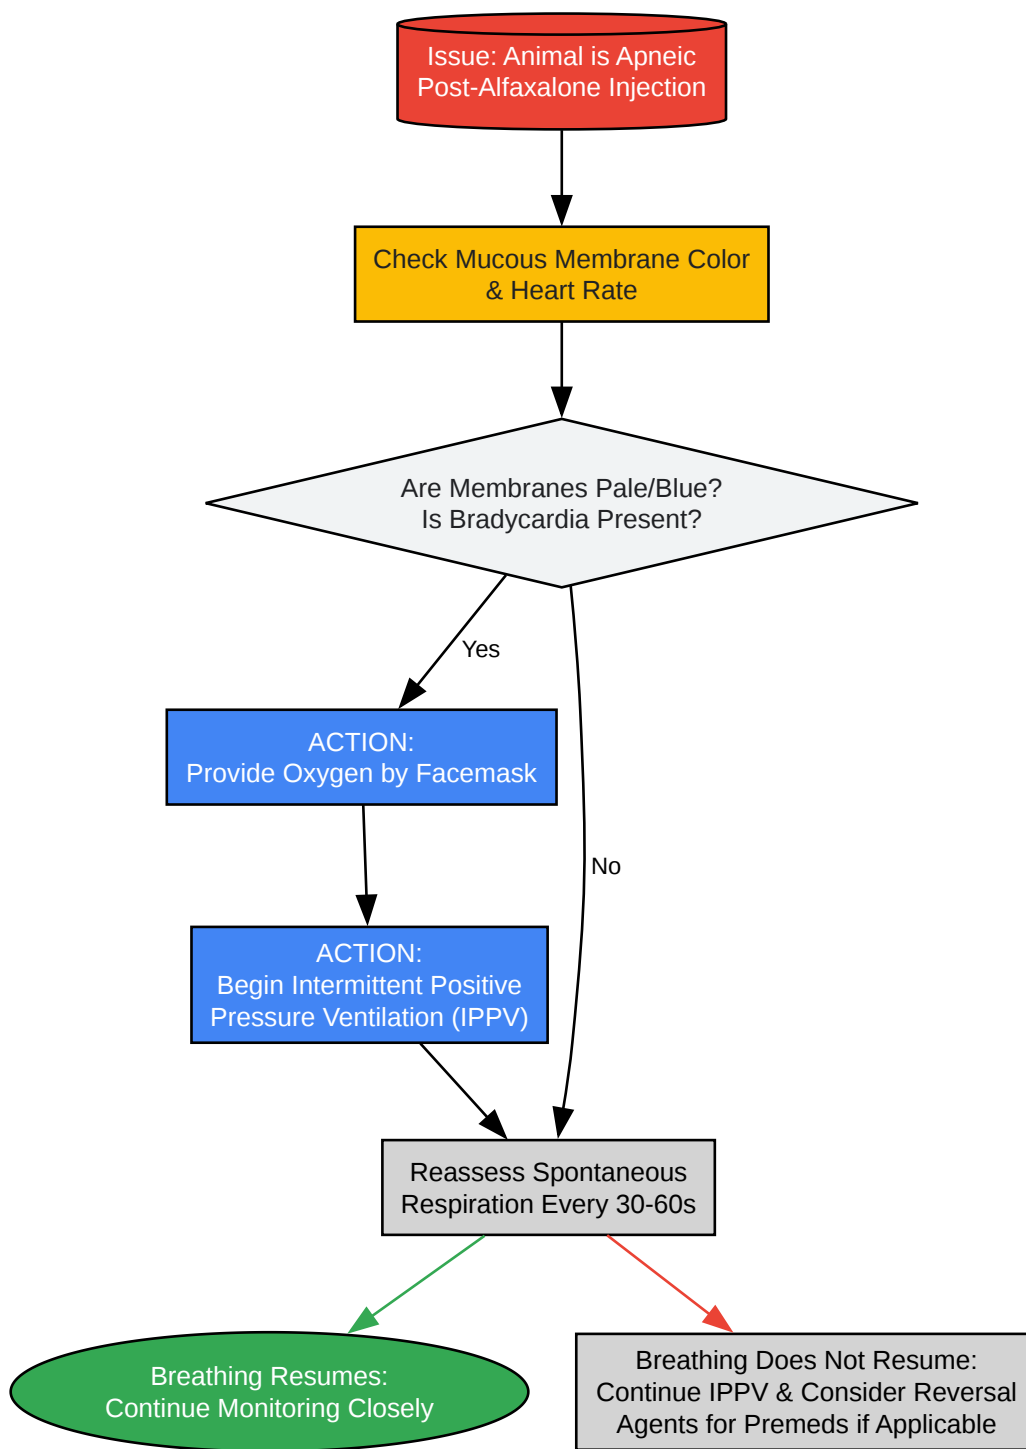 Issue: Animal is Apneic
Post-Alfaxalone Injection
Check Mucous Membrane Color
& Heart Rate
Are Membranes Pale/Blue?
Is Bradycardia Present?
Yes
ACTION:
Provide Oxygen by Facemask
No
ACTION:
Begin Intermittent Positive
Pressure Ventilation (IPPV)
Reassess Spontaneous
Respiration Every 30-60s
Breathing Resumes:
Continue Monitoring Closely
Breathing Does Not Resume:
Continue IPPV & Consider Reversal
Agents for Premeds if Applicable